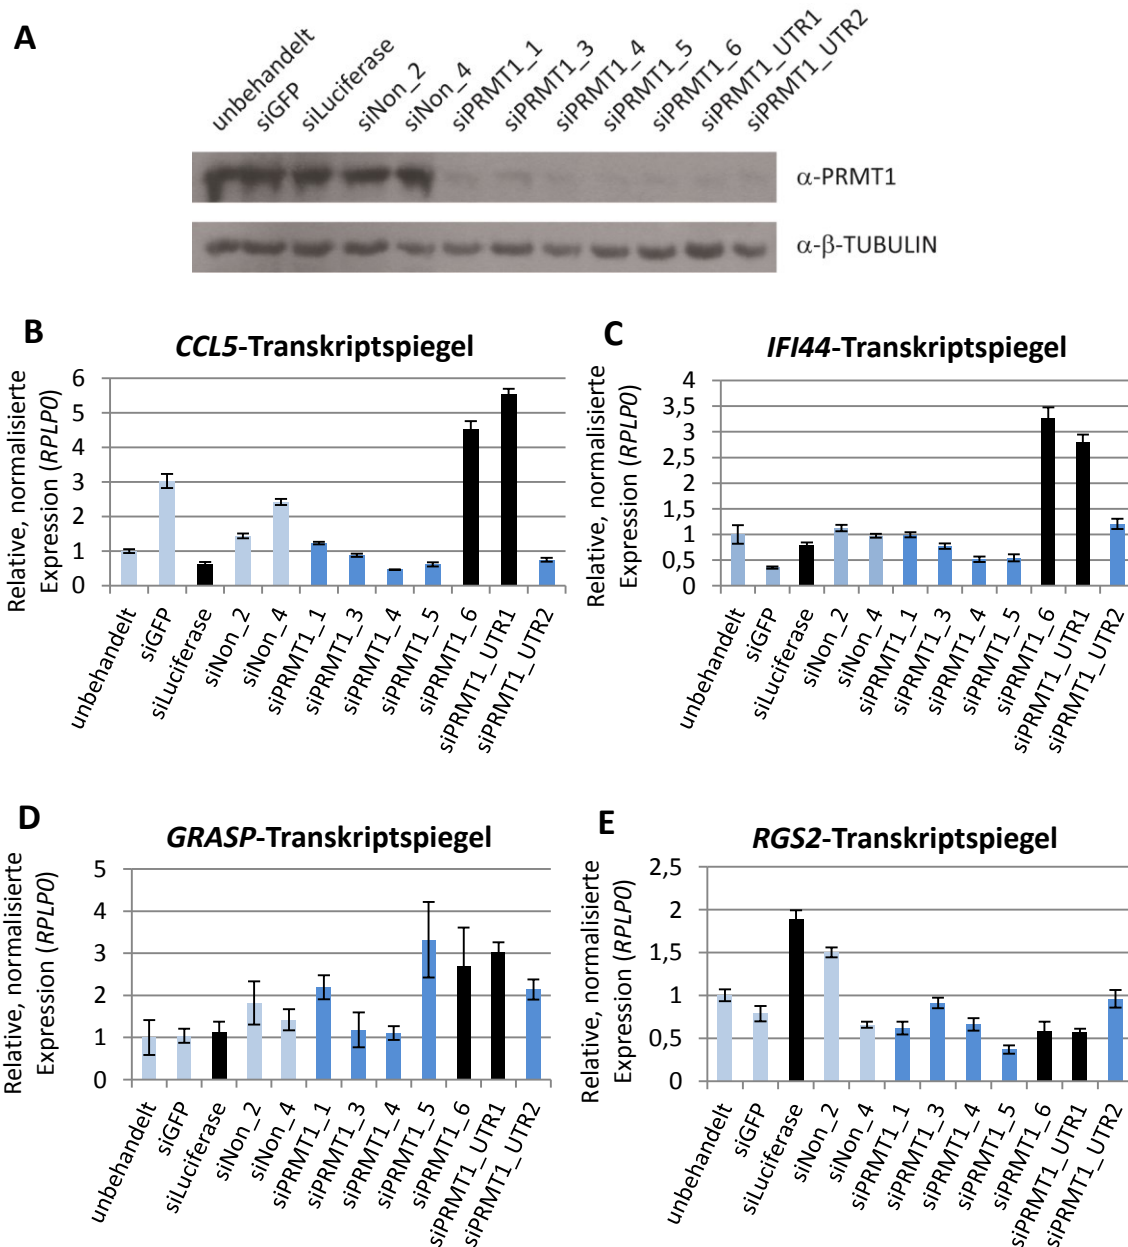 A
unbehandelt
siGFP
siLuciferase
siNon_2
siNon_4
siPRMT1_1
siPRMT1_3
siPRMT1_4
siPRMT1_5
siPRMT1_6
siPRMT1_UTR1
siPRMT1_UTR2
α-PRMT1
α-β-TUBULIN
B
CCL5-Transkriptspiegel
Relative, normalisierte
Expression (RPLP0)
6
5
4
3
2
1
0
unbehandelt
siGFP
siLuciferase
siNon_2
siNon_4
siPRMT1_1
siPRMT1_3
siPRMT1_4
siPRMT1_5
siPRMT1_6
siPRMT1_UTR1
siPRMT1_UTR2
C
IFI44-Transkriptspiegel
Relative, normalisierte
Expression (RPLP0)
4
3,5
3
2,5
2
1,5
1
0,5
0
unbehandelt
siGFP
siLuciferase
siNon_2
siNon_4
siPRMT1_1
siPRMT1_3
siPRMT1_4
siPRMT1_5
siPRMT1_6
siPRMT1_UTR1
siPRMT1_UTR2
D
GRASP-Transkriptspiegel
Relative, normalisierte
Expression (RPLP0)
5
4
3
2
1
0
unbehandelt
siGFP
siLuciferase
siNon_2
siNon_4
siPRMT1_1
siPRMT1_3
siPRMT1_4
siPRMT1_5
siPRMT1_6
siPRMT1_UTR1
siPRMT1_UTR2
E
RGS2-Transkriptspiegel
Relative, normalisierte
Expression (RPLP0)
2,5
2
1,5
1
0,5
0
unbehandelt
siGFP
siLuciferase
siNon_2
siNon_4
siPRMT1_1
siPRMT1_3
siPRMT1_4
siPRMT1_5
siPRMT1_6
siPRMT1_UTR1
siPRMT1_UTR2